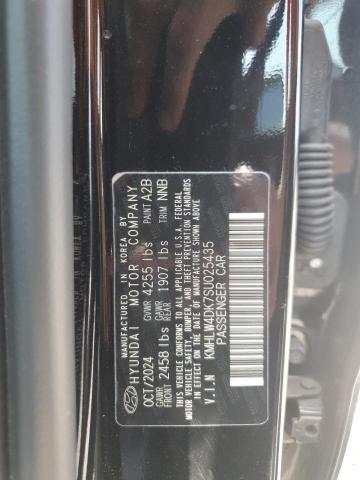 MANUFACTURED IN KOREA BY
HYUNDAI MOTOR COMPANY
OCT/2024 GVWR 4255 lbs PAINT A2B
GAWR FRONT 2458 lbs GAWR REAR 1907 lbs TRIM NNB
THIS VEHICLE CONFORMS TO ALL APPLICABLE U.S.A. FEDERAL
MOTOR VEHICLE SAFETY, BUMPER, AND THEFT PREVENTION
STANDARDS IN EFFECT ON THE DATE OF MANUFACTURE SHOWN ABOVE.
V.I.N KMHLW4DK7SU025435
PASSENGER CAR